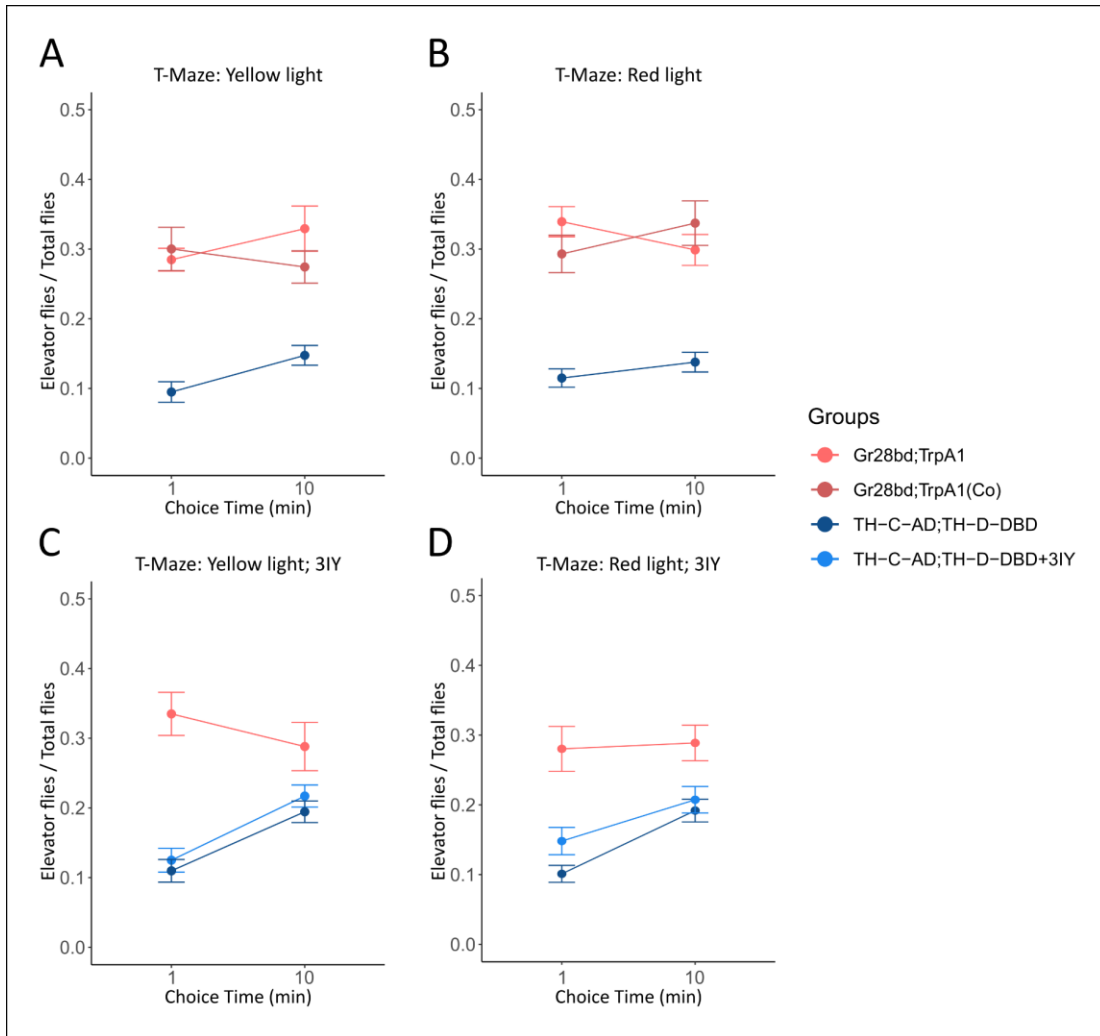 A
T-Maze: Yellow light
Elevator flies / Total flies
0.5
0.4
0.3
0.2
0.1
0.0
1
10
Choice Time (min)
B
T-Maze: Red light
Elevator flies / Total flies
0.5
0.4
0.3
0.2
0.1
0.0
1
10
Choice Time (min)
Groups
Gr28bd;TrpA1
Gr28bd;TrpA1(Co)
TH−C−AD;TH−D−DBD
TH−C−AD;TH−D−DBD+3IY
C
T-Maze: Yellow light; 3IY
Elevator flies / Total flies
0.5
0.4
0.3
0.2
0.1
0.0
1
10
Choice Time (min)
D
T-Maze: Red light; 3IY
Elevator flies / Total flies
0.5
0.4
0.3
0.2
0.1
0.0
1
10
Choice Time (min)